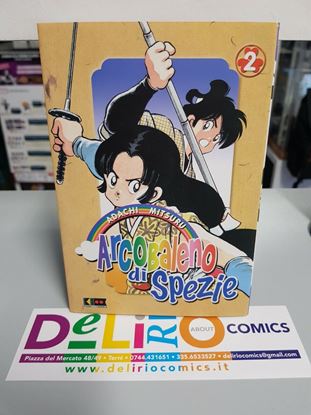 2
ADACHI MITSURU
Arcobaleno
di
Spezie
DeLiRio
ABOUT
COMICS
Piazza del Mercato 48/49 • Terni • 0744.431651 • 335.6533527 • deliriocomics@gmail.com
www.deliriocomics.it